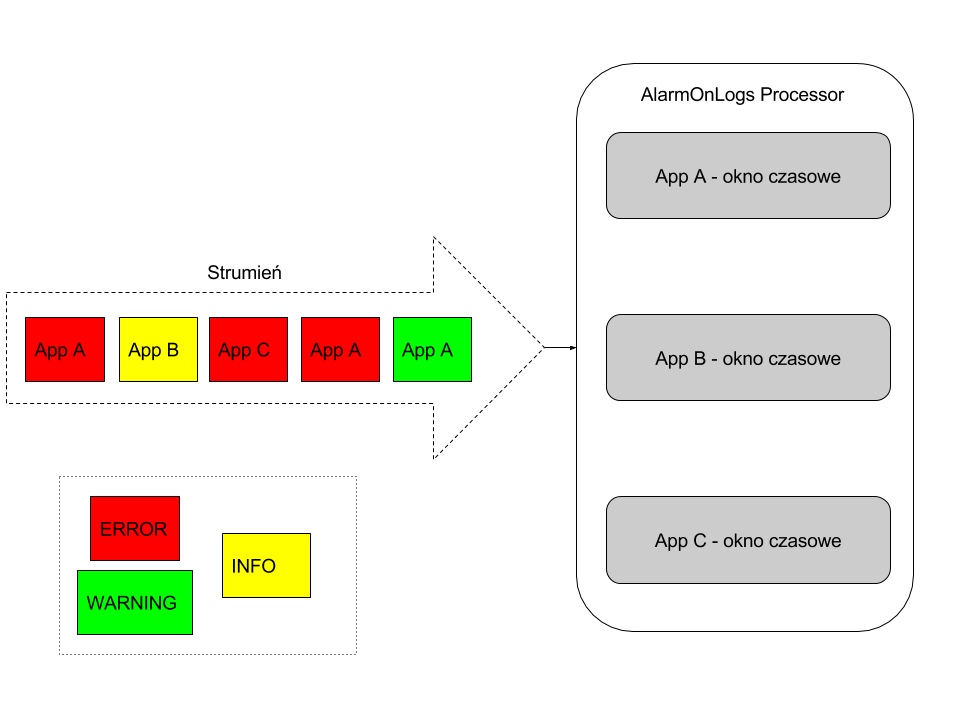 AlarmOnLogs Processor
App A - okno czasowe
Strumień
App A
App B
App C
App A
App A
App B - okno czasowe
ERROR
INFO
WARNING
App C - okno czasowe